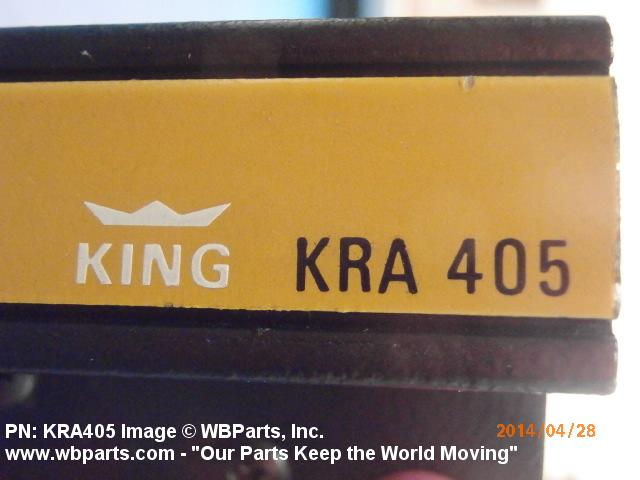 KING KRA 405
PN: KRA405 Image © WBParts, Inc. 2014/04/28
www.wbparts.com - "Our Parts Keep the World Moving"